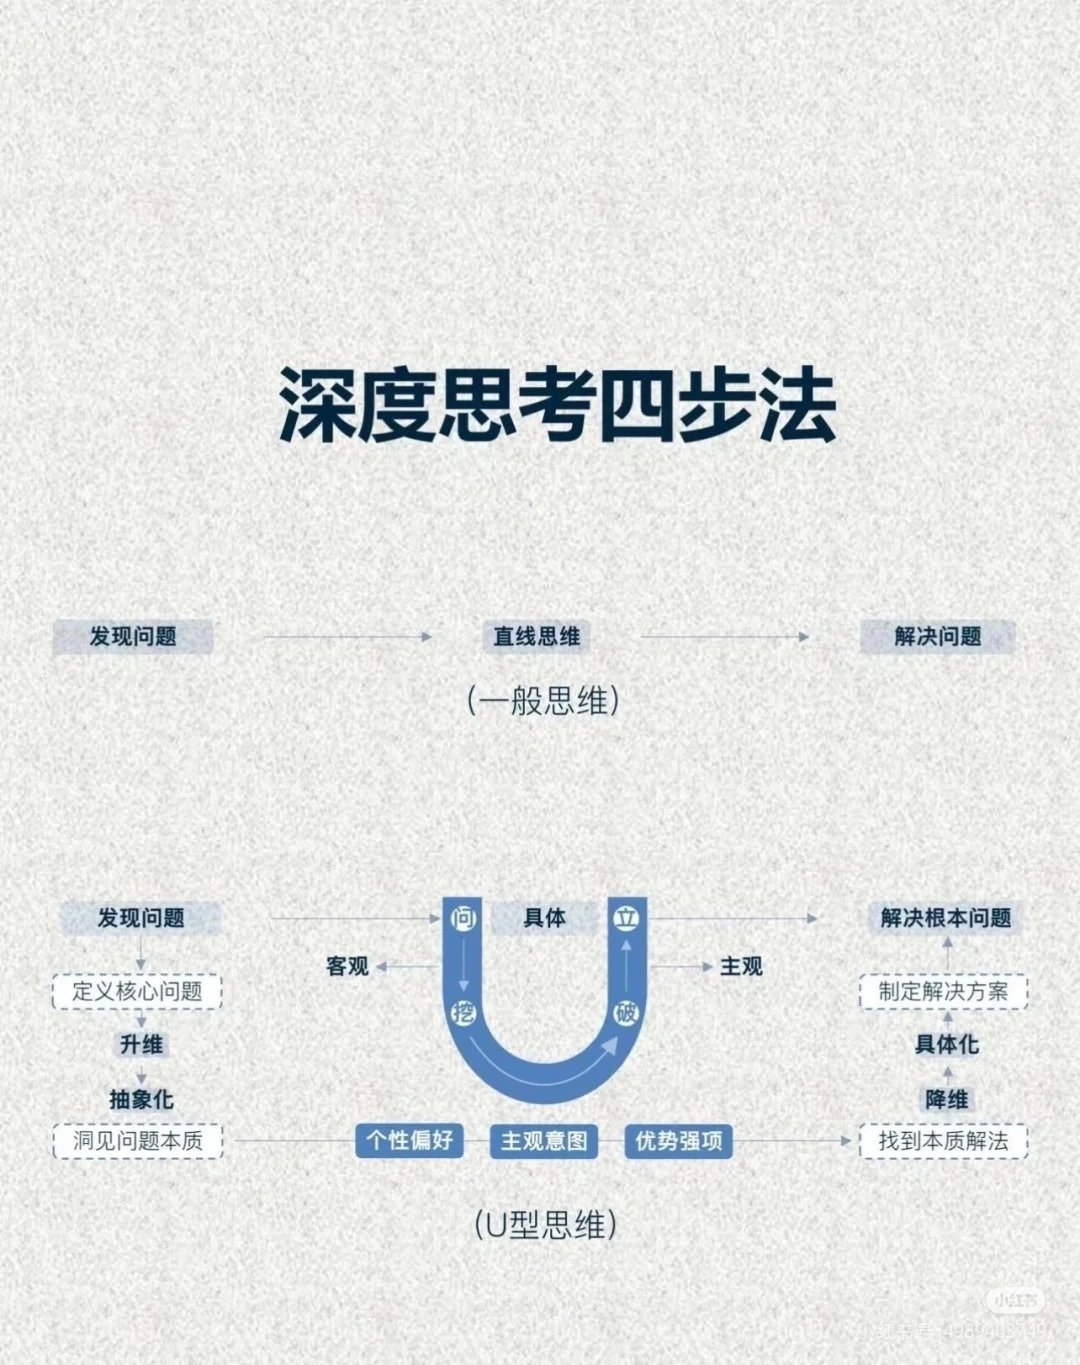 深度思考四步法
发现问题 直线思维 解决问题
(一般思维)
发现问题 问 具体 立 解决根本问题
客观 主观
定义核心问题 挖 破 制定解决方案
升维 具体化
抽象化 降维
洞见问题本质 个性偏好 主观意图 优势强项 找到本质解法
(U型思维)
小红书